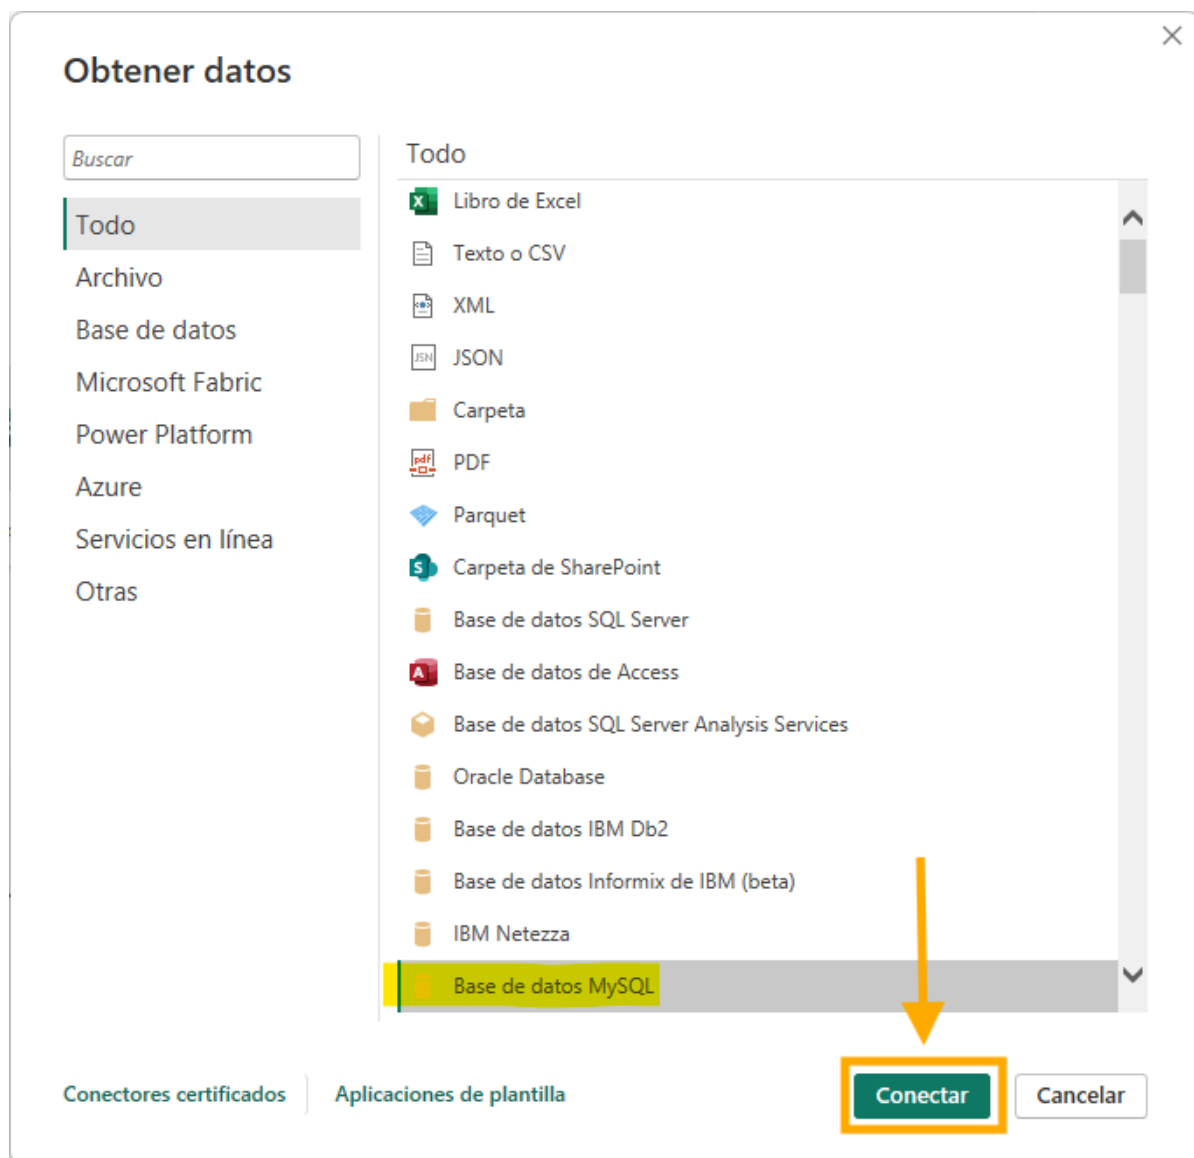 Obtener datos
Buscar
Todo
Archivo
Base de datos
Microsoft Fabric
Power Platform
Azure
Servicios en línea
Otras
Todo
Libro de Excel
Texto o CSV
XML
JSN
JSON
Carpeta
pdf
PDF
Parquet
Carpeta de SharePoint
Base de datos SQL Server
Base de datos de Access
Base de datos SQL Server Analysis Services
Oracle Database
Base de datos IBM Db2
Base de datos Informix de IBM (beta)
IBM Netezza
Base de datos MySQL
Conectores certificados
Aplicaciones de plantilla
Conectar
Cancelar